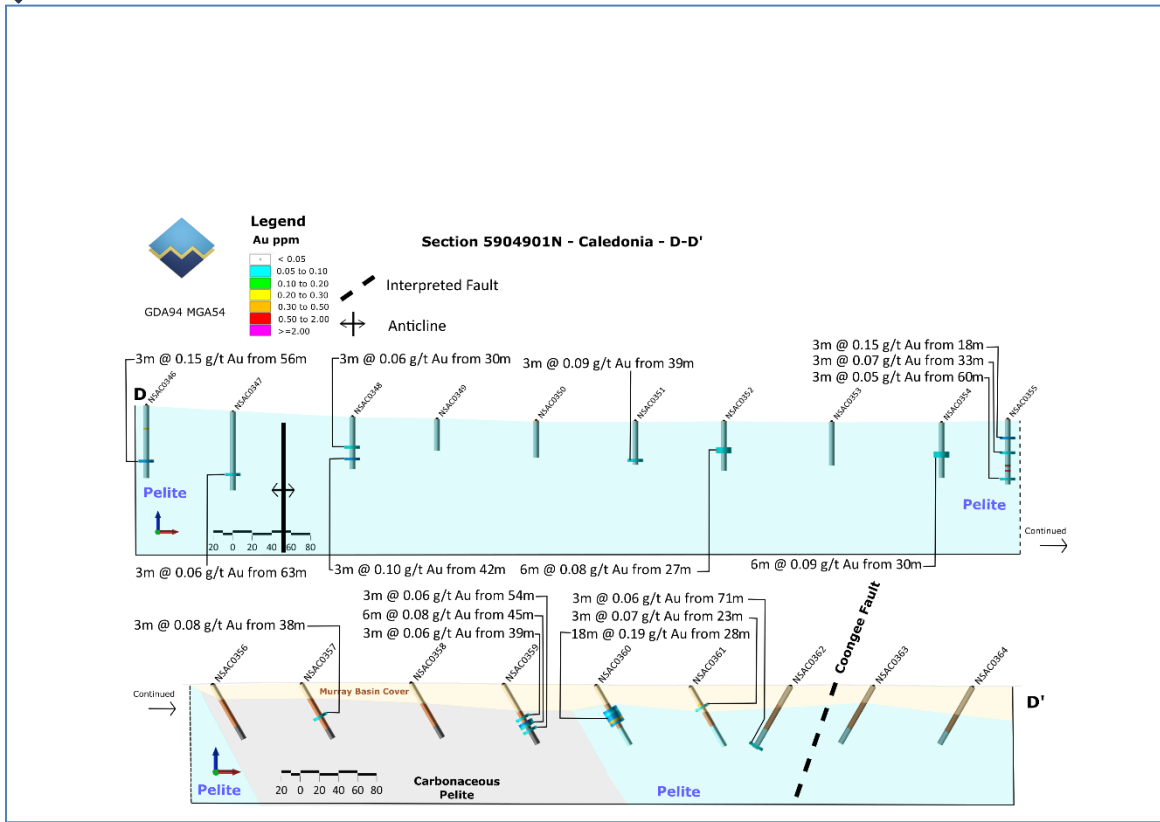 Section 5904901N - Caledonia - D-D'
Legend
Au ppm
< 0.05
0.05 to 0.10
0.10 to 0.20
0.20 to 0.30
0.30 to 0.50
0.50 to 2.00
>=2.00
Interpreted Fault
Anticline
GDA94 MGA54
3m @ 0.15 g/t Au from 56m
3m @ 0.06 g/t Au from 30m
3m @ 0.09 g/t Au from 39m
3m @ 0.15 g/t Au from 18m
3m @ 0.07 g/t Au from 33m
3m @ 0.05 g/t Au from 60m
D
NSAC0346
NSAC0347
NSAC0348
NSAC0349
NSAC0350
NSAC0351
NSAC0352
NSAC0353
NSAC0354
NSAC0355
Pelite
Pelite
20 0 20 40 60 80
Continued
3m @ 0.06 g/t Au from 63m
3m @ 0.10 g/t Au from 42m
6m @ 0.08 g/t Au from 27m
6m @ 0.09 g/t Au from 30m
3m @ 0.08 g/t Au from 38m
3m @ 0.06 g/t Au from 54m
6m @ 0.08 g/t Au from 45m
3m @ 0.06 g/t Au from 39m
3m @ 0.06 g/t Au from 71m
3m @ 0.07 g/t Au from 23m
18m @ 0.19 g/t Au from 28m
Coongee Fault
NSAC0356
NSAC0357
NSAC0358
NSAC0359
NSAC0360
NSAC0361
NSAC0362
NSAC0363
NSAC0364
Continued
Murray Basin Cover
D'
Pelite
20 0 20 40 60 80
Carbonaceous
Pelite
Pelite